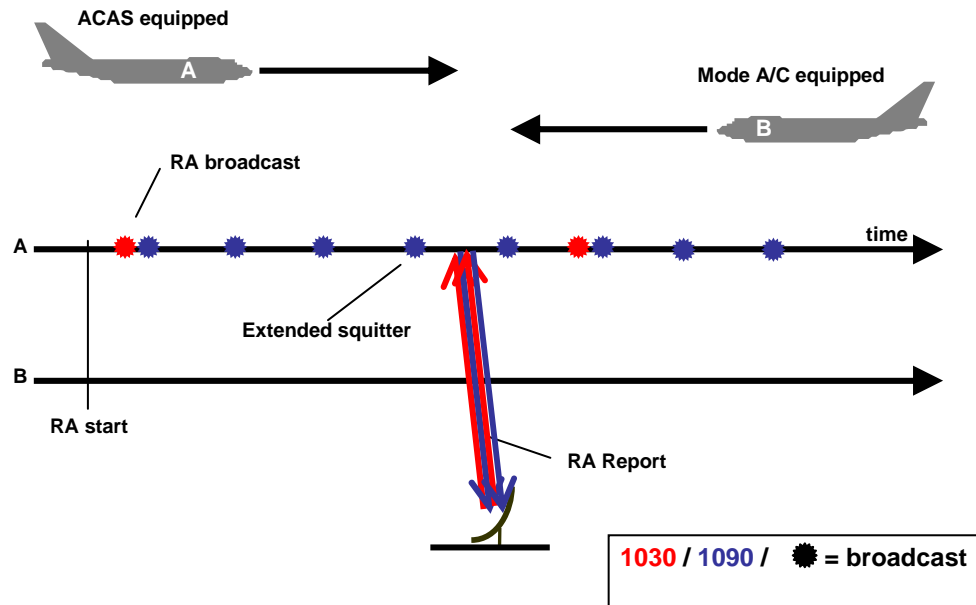 ACAS equipped
A
Mode A/C equipped
B
RA broadcast
A
time
Extended squitter
B
RA start
RA Report
1030 / 1090 / = broadcast